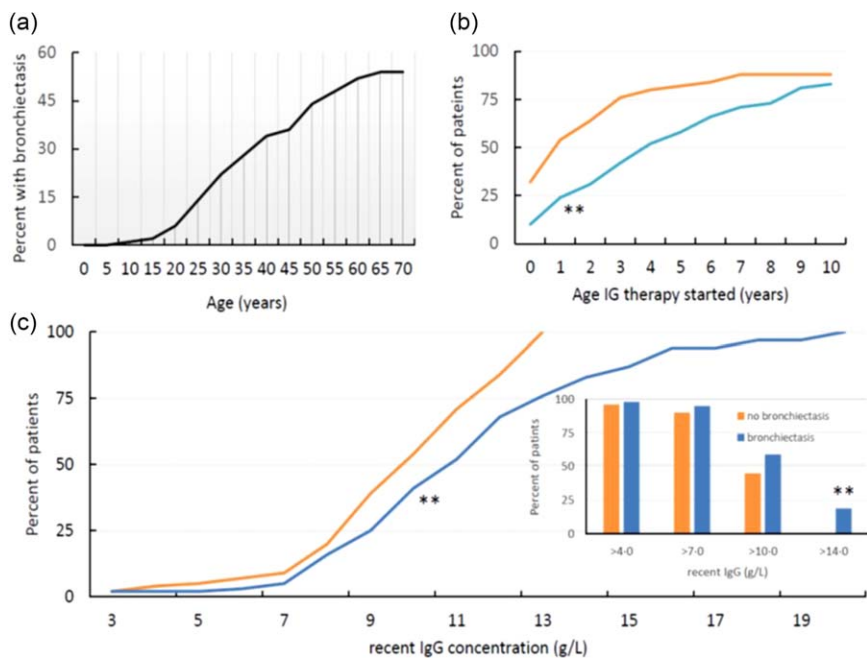 (a)
60
45
30
15
0
Percent with bronchiectasis
0 5 10 15 20 25 30 35 40 45 50 55 60 65 70
Age (years)
(b)
100
75
50
25
0
Percent of pateints
**
0 1 2 3 4 5 6 7 8 9 10
Age IG therapy started (years)
(c)
100
75
50
25
0
Percent of patients
**
3 5 7 9 11 13 15 17 19
recent IgG concentration (g/L)
100
75
50
25
0
Percent of patints
no bronchiectasis
bronchiectasis
**
>4·0 >7·0 >10·0 >14·0
recent IgG (g/L)